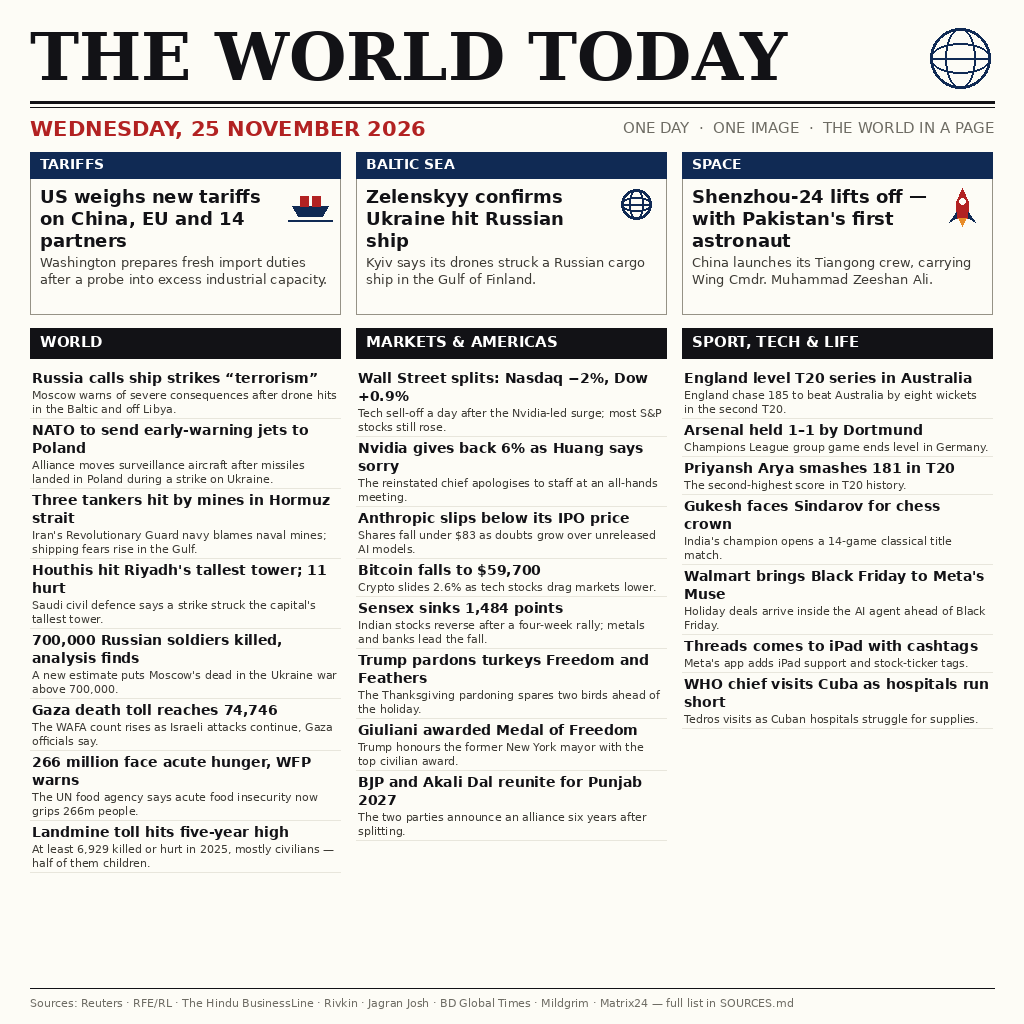 THE WORLD TODAY
WEDNESDAY, 25 NOVEMBER 2026
ONE DAY · ONE IMAGE · THE WORLD IN A PAGE
TARIFFS
US weighs new tariffs
on China, EU and 14
partners
Washington prepares fresh import duties
after a probe into excess industrial capacity.
BALTIC SEA
Zelenskyy confirms
Ukraine hit Russian
ship
Kyiv says its drones struck a Russian cargo
ship in the Gulf of Finland.
SPACE
Shenzhou-24 lifts off —
with Pakistan's first
astronaut
China launches its Tiangong crew, carrying
Wing Cmdr. Muhammad Zeeshan Ali.
WORLD
Russia calls ship strikes “terrorism”
Moscow warns of severe consequences after drone hits
in the Baltic and off Libya.
NATO to send early-warning jets to
Poland
Alliance moves surveillance aircraft after missiles
landed in Poland during a strike on Ukraine.
Three tankers hit by mines in Hormuz
strait
Iran's Revolutionary Guard navy blames naval mines;
shipping fears rise in the Gulf.
Houthis hit Riyadh's tallest tower; 11
hurt
Saudi civil defence says a strike struck the capital's
tallest tower.
700,000 Russian soldiers killed,
analysis finds
A new estimate puts Moscow's dead in the Ukraine war
above 700,000.
Gaza death toll reaches 74,746
The WAFA count rises as Israeli attacks continue, Gaza
officials say.
266 million face acute hunger, WFP
warns
The UN food agency says acute food insecurity now
grips 266m people.
Landmine toll hits five-year high
At least 6,929 killed or hurt in 2025, mostly civilians —
half of them children.
MARKETS & AMERICAS
Wall Street splits: Nasdaq −2%, Dow
+0.9%
Tech sell-off a day after the Nvidia-led surge; most S&P
stocks still rose.
Nvidia gives back 6% as Huang says
sorry
The reinstated chief apologises to staff at an all-hands
meeting.
Anthropic slips below its IPO price
Shares fall under $83 as doubts grow over unreleased
AI models.
Bitcoin falls to $59,700
Crypto slides 2.6% as tech stocks drag markets lower.
Sensex sinks 1,484 points
Indian stocks reverse after a four-week rally; metals
and banks lead the fall.
Trump pardons turkeys Freedom and
Feathers
The Thanksgiving pardoning spares two birds ahead of
the holiday.
Giuliani awarded Medal of Freedom
Trump honours the former New York mayor with the
top civilian award.
BJP and Akali Dal reunite for Punjab
2027
The two parties announce an alliance six years after
splitting.
SPORT, TECH & LIFE
England level T20 series in Australia
England chase 185 to beat Australia by eight wickets
in the second T20.
Arsenal held 1–1 by Dortmund
Champions League group game ends level in Germany.
Priyansh Arya smashes 181 in T20
The second-highest score in T20 history.
Gukesh faces Sindarov for chess
crown
India's champion opens a 14-game classical title
match.
Walmart brings Black Friday to Meta's
Muse
Holiday deals arrive inside the AI agent ahead of Black
Friday.
Threads comes to iPad with cashtags
Meta's app adds iPad support and stock-ticker tags.
WHO chief visits Cuba as hospitals run
short
Tedros visits as Cuban hospitals struggle for supplies.
Sources: Reuters · RFE/RL · The Hindu BusinessLine · Rivkin · Jagran Josh · BD Global Times · Mildgrim · Matrix24 — full list in SOURCES.md